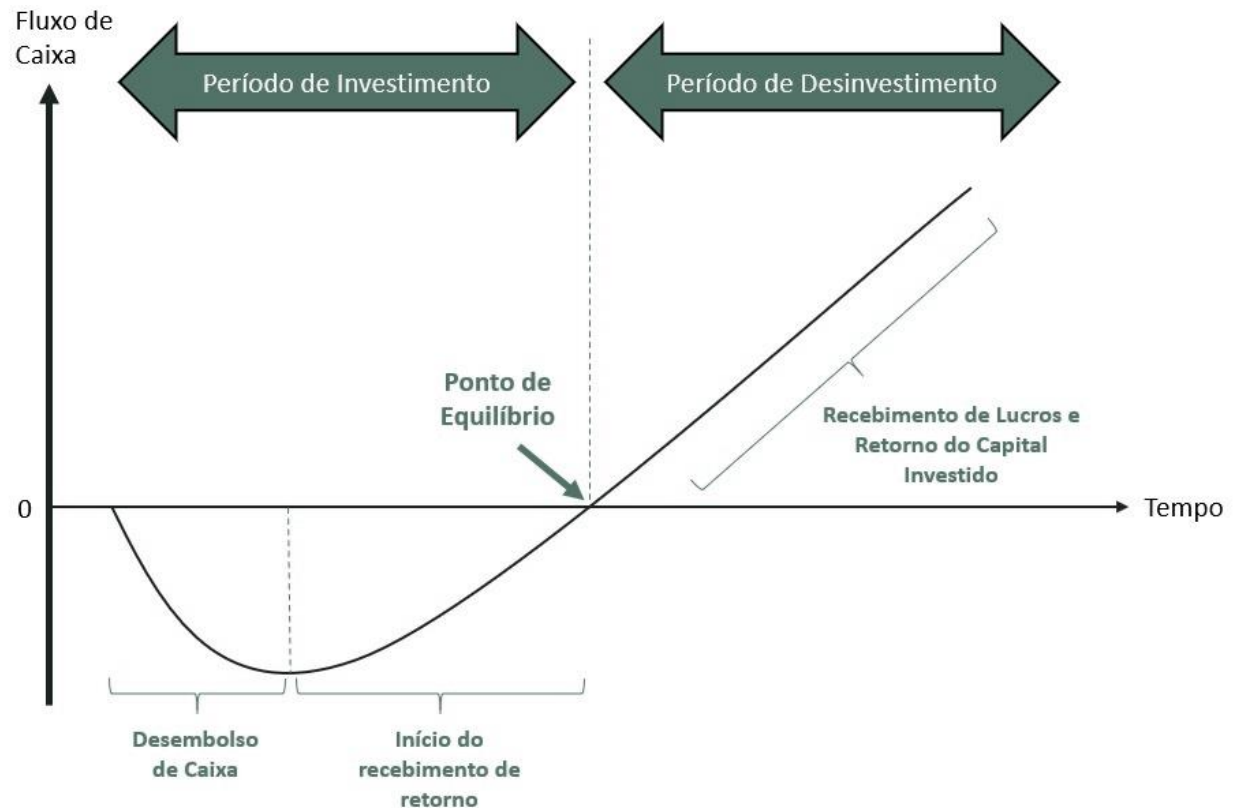 Fluxo de
Caixa
Período de Investimento
Período de Desinvestimento
Ponto de
Equilíbrio
Recebimento de Lucros e
Retorno do Capital
Investido
0
Tempo
Desembolso
de Caixa
Início do
recebimento de
retorno